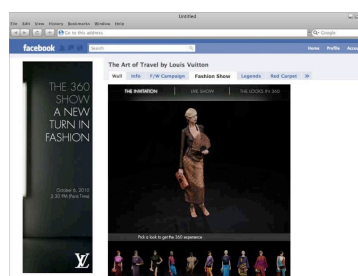 Untitled
File Edit View History Bookmarks Window Help
Go to this address
Google
facebook
Search
Home Profile Accou
The Art of Travel by Louis Vuitton
Wall Info F/W Campaign Fashion Show Legends Red Carpet »
THE 360
SHOW
A NEW
TURN IN
FASHION
October 6, 2010
2:30 PM (Paris Time)
LV
THE INVITATION
LIVE SHOW
THE LOOKS IN 360
Pick a look to get the 360 experience